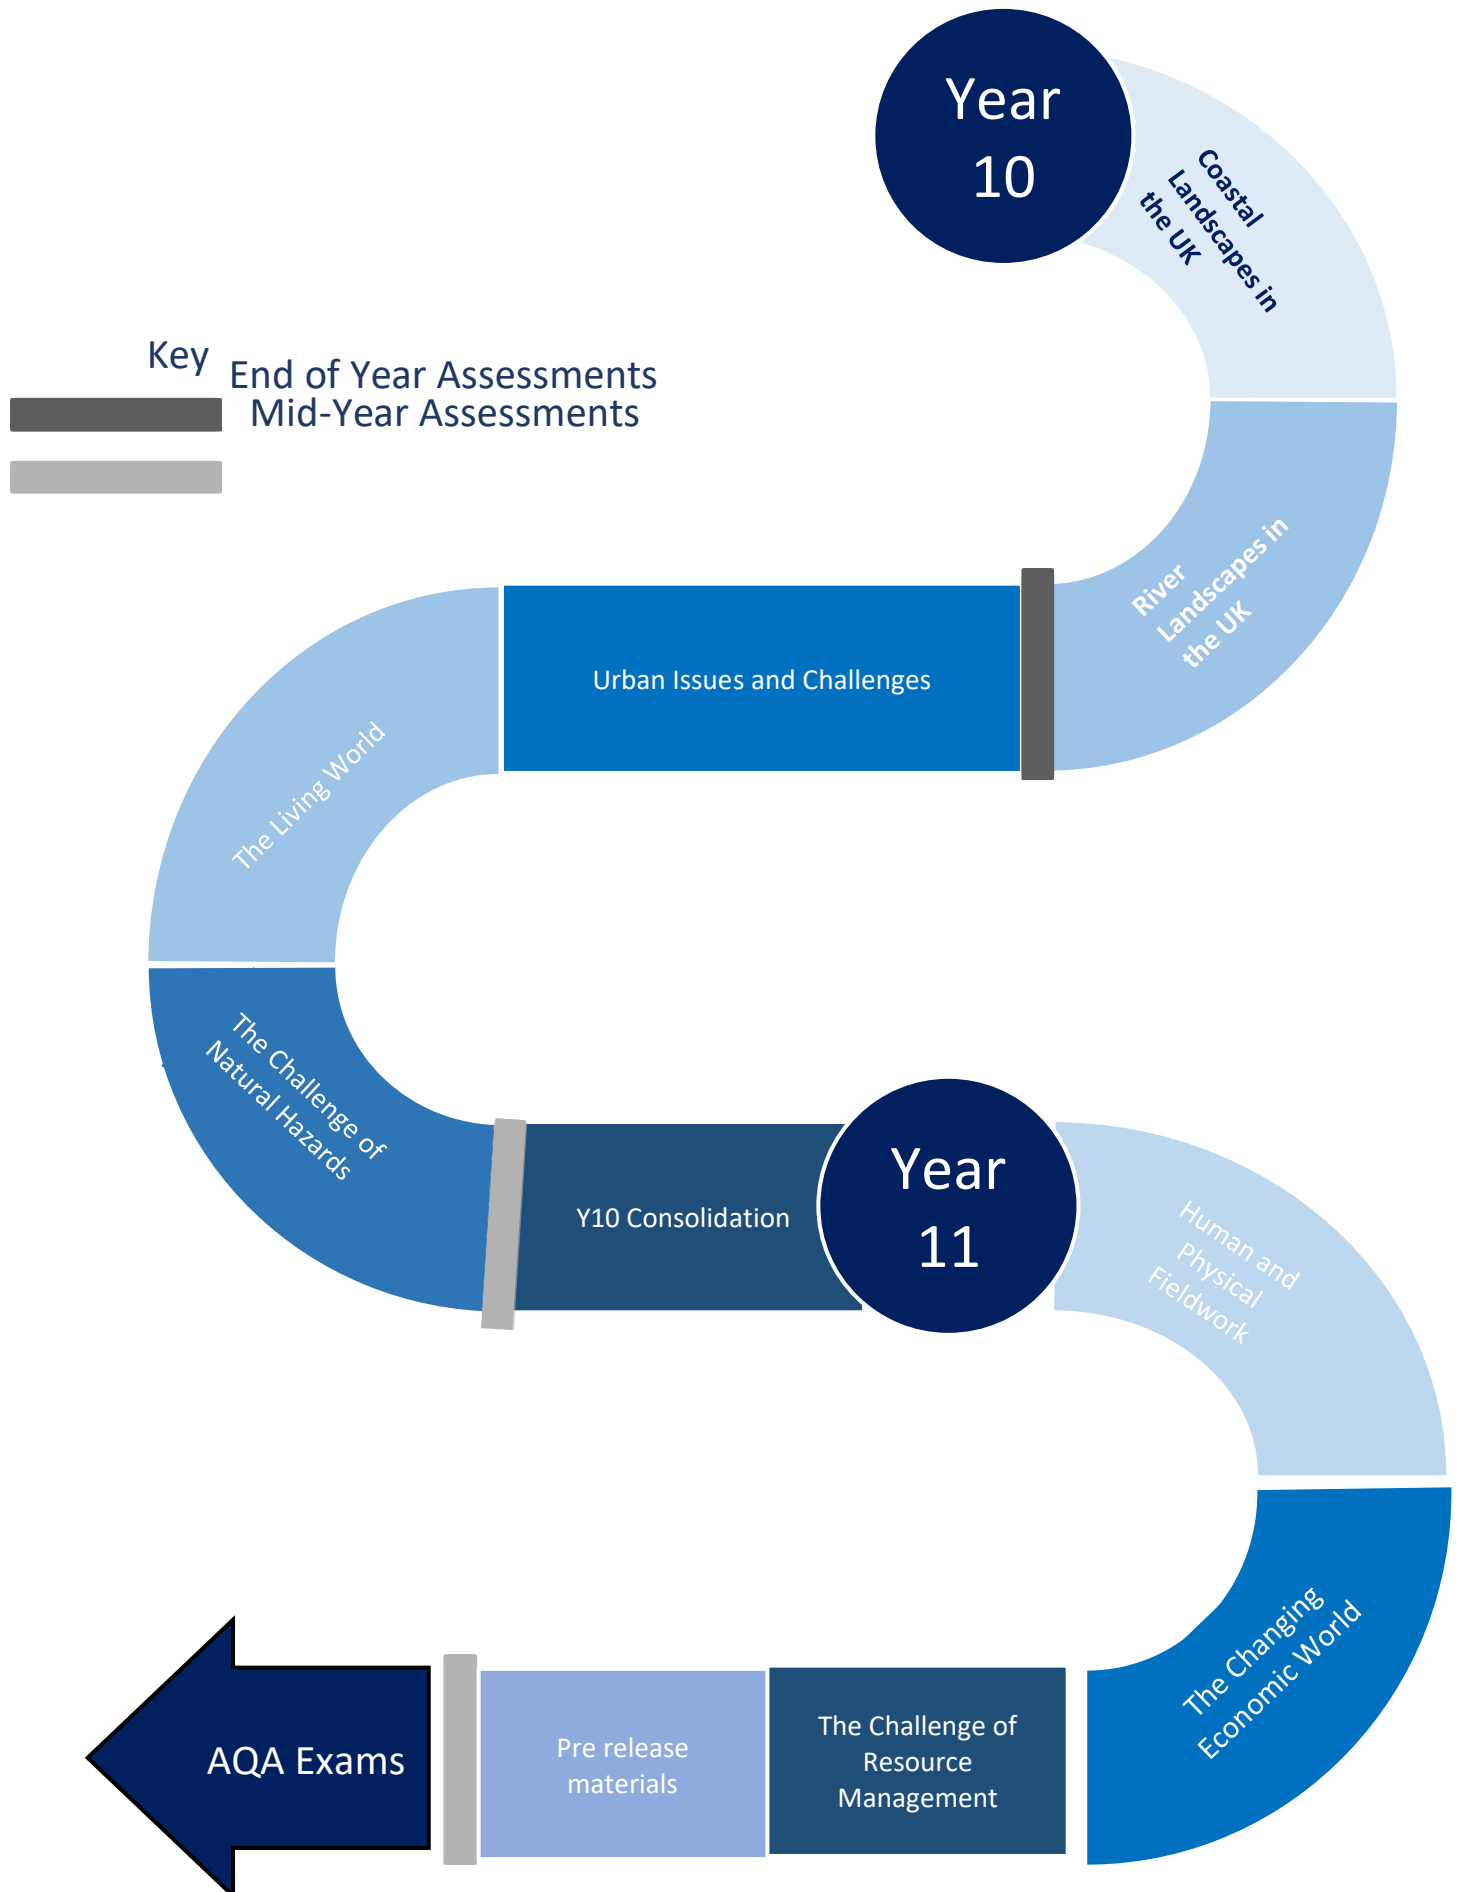 Year
10
Coastal
Landscapes in
the UK
Key
End of Year Assessments
Mid-Year Assessments
River
Landscapes in
the UK
Urban Issues and Challenges
The Living World
The Challenge of
Natural Hazards
Y10 Consolidation
Year
11
Human and
Physical
Fieldwork
The Changing
Economic World
The Challenge of
Resource
Management
Pre release
materials
AQA Exams